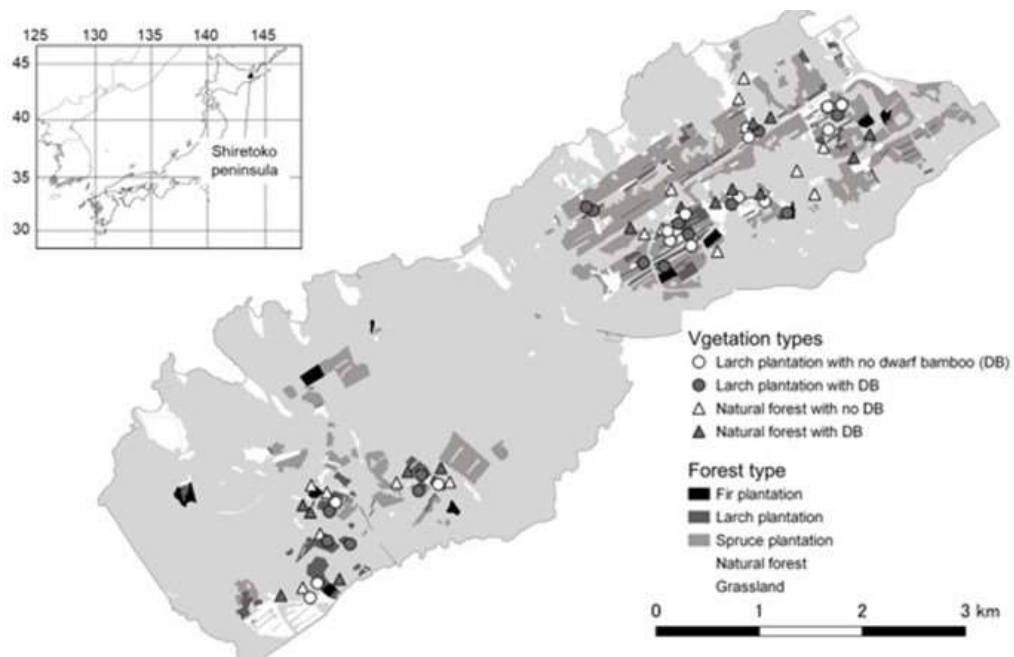 125 130 135 140 145
45
40
35
30
Shiretoko
peninsula
Vgetation types
Larch plantation with no dwarf bamboo (DB)
Larch plantation with DB
Natural forest with no DB
Natural forest with DB
Forest type
Fir plantation
Larch plantation
Spruce plantation
Natural forest
Grassland
0 1 2 3 km